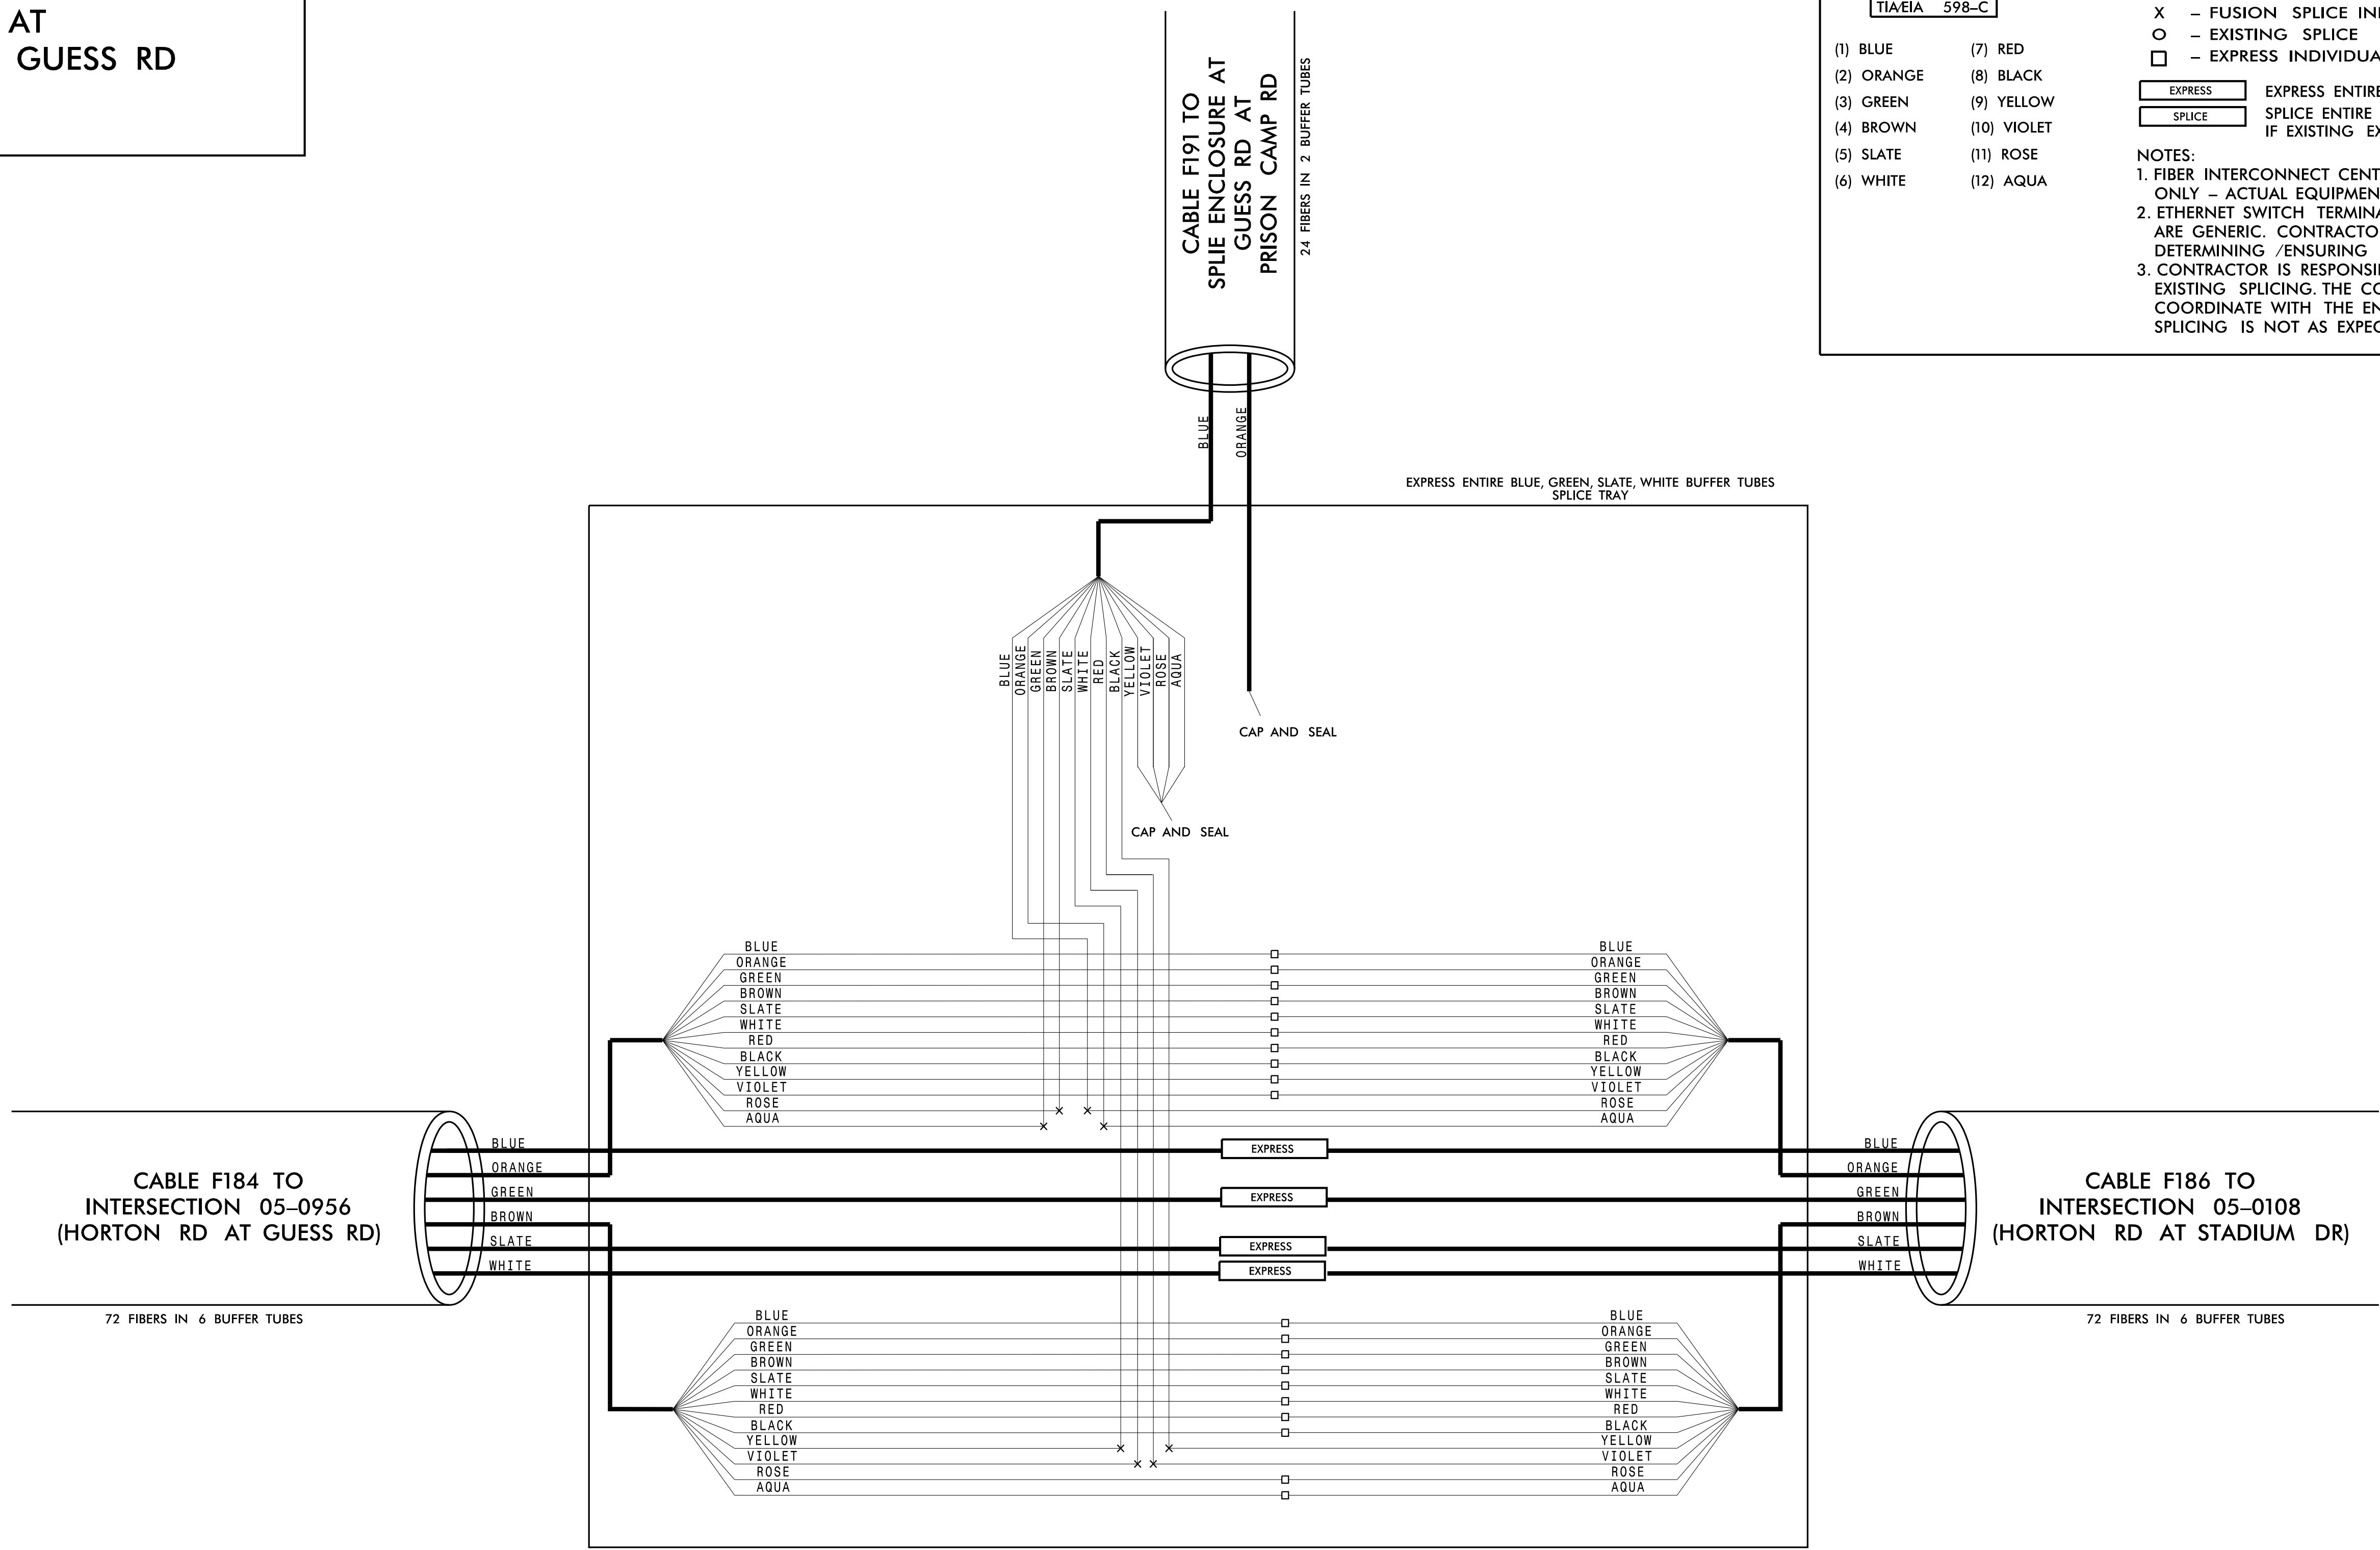 AT
GUESS RD
TIA/EIA 598–C
(1) BLUE
(2) ORANGE
(3) GREEN
(4) BROWN
(5) SLATE
(6) WHITE
(7) RED
(8) BLACK
(9) YELLOW
(10) VIOLET
(11) ROSE
(12) AQUA
X – FUSION SPLICE IN
O – EXISTING SPLICE
□ – EXPRESS INDIVIDUA
EXPRESS EXPRESS ENTIRE
SPLICE SPLICE ENTIRE
IF EXISTING EX
NOTES:
1. FIBER INTERCONNECT CENT
ONLY – ACTUAL EQUIPMEN
2. ETHERNET SWITCH TERMINA
ARE GENERIC. CONTRACTO
DETERMINING /ENSURING
3. CONTRACTOR IS RESPONSI
EXISTING SPLICING. THE CO
COORDINATE WITH THE EN
SPLICING IS NOT AS EXPEC
CABLE F191 TO
SPLIE ENCLOSURE AT
GUESS RD AT
PRISON CAMP RD
24 FIBERS IN 2 BUFFER TUBES
BLUE
ORANGE
EXPRESS ENTIRE BLUE, GREEN, SLATE, WHITE BUFFER TUBES
SPLICE TRAY
BLUE
ORANGE
GREEN
BROWN
SLATE
WHITE
RED
BLACK
YELLOW
VIOLET
ROSE
AQUA
CAP AND SEAL
CAP AND SEAL
BLUE BLUE
ORANGE ORANGE
GREEN GREEN
BROWN BROWN
SLATE SLATE
WHITE WHITE
RED RED
BLACK BLACK
YELLOW YELLOW
VIOLET VIOLET
ROSE ROSE
AQUA AQUA
CABLE F184 TO
INTERSECTION 05–0956
(HORTON RD AT GUESS RD)
72 FIBERS IN 6 BUFFER TUBES
BLUE EXPRESS BLUE
ORANGE ORANGE
GREEN EXPRESS GREEN
BROWN BROWN
SLATE EXPRESS SLATE
WHITE EXPRESS WHITE
CABLE F186 TO
INTERSECTION 05–0108
(HORTON RD AT STADIUM DR)
72 FIBERS IN 6 BUFFER TUBES
BLUE BLUE
ORANGE ORANGE
GREEN GREEN
BROWN BROWN
SLATE SLATE
WHITE WHITE
RED RED
BLACK BLACK
YELLOW YELLOW
VIOLET VIOLET
ROSE ROSE
AQUA AQUA